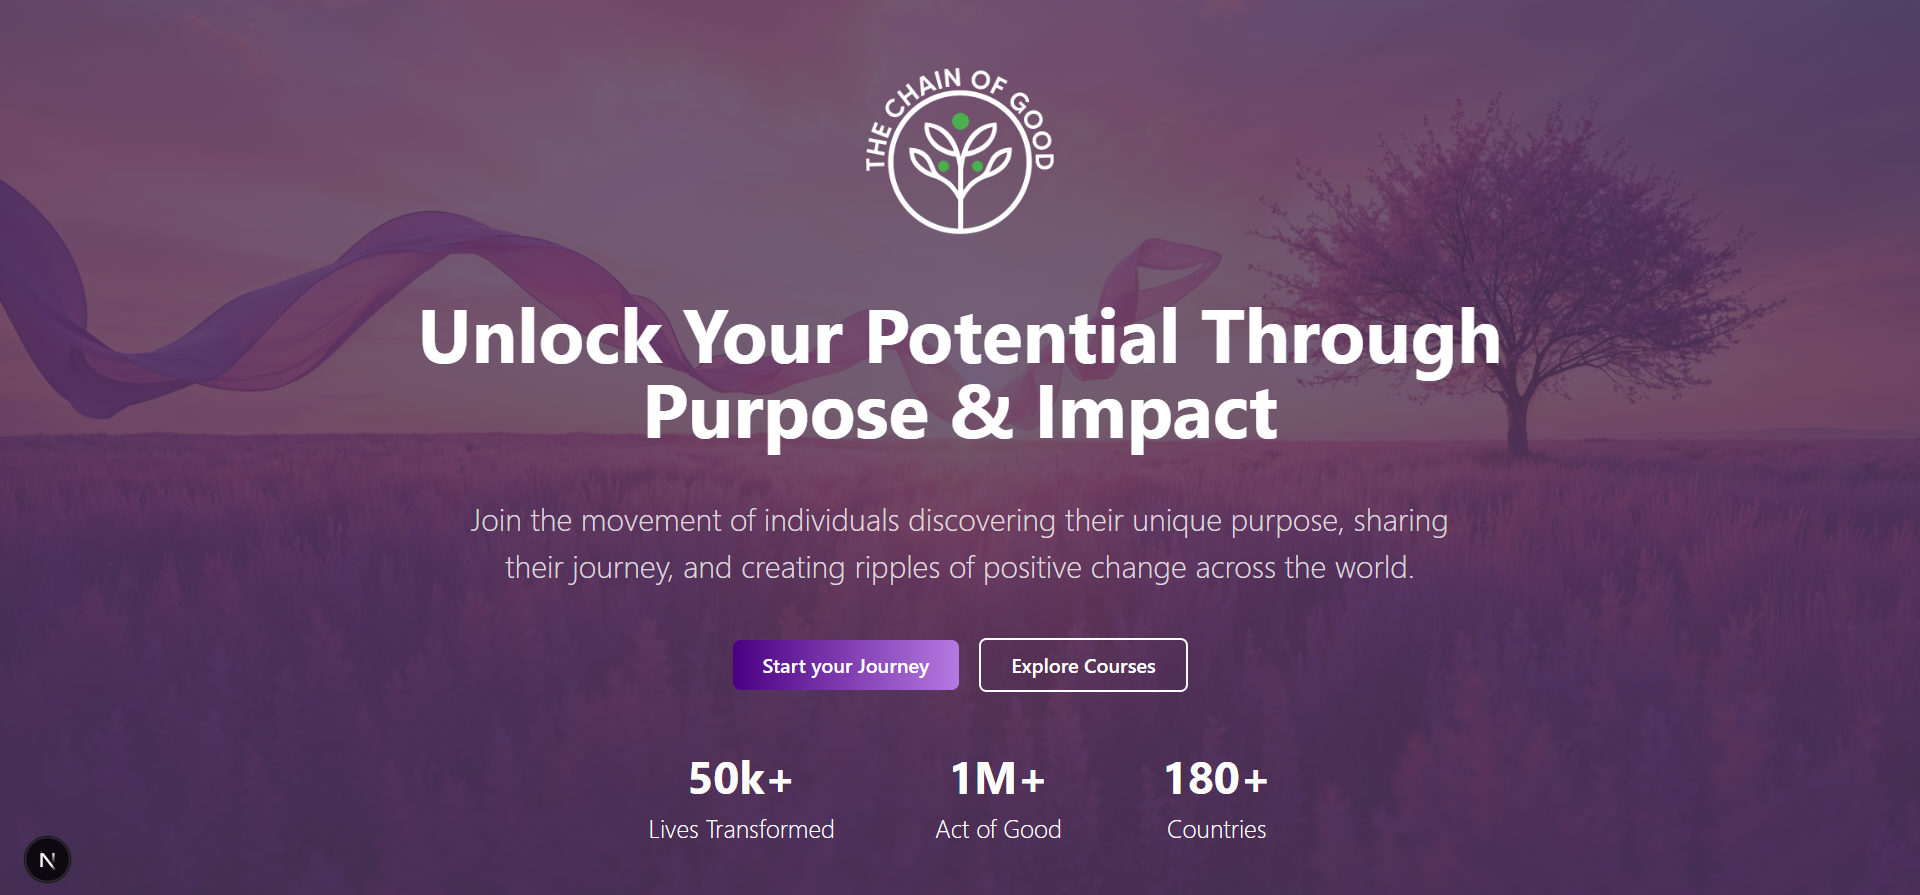 THE CHAIN OF GOOD
Unlock Your Potential Through
Purpose & Impact
Join the movement of individuals discovering their unique purpose, sharing
their journey, and creating ripples of positive change across the world.
Start your Journey
Explore Courses
50k+
Lives Transformed
1M+
Act of Good
180+
Countries
N